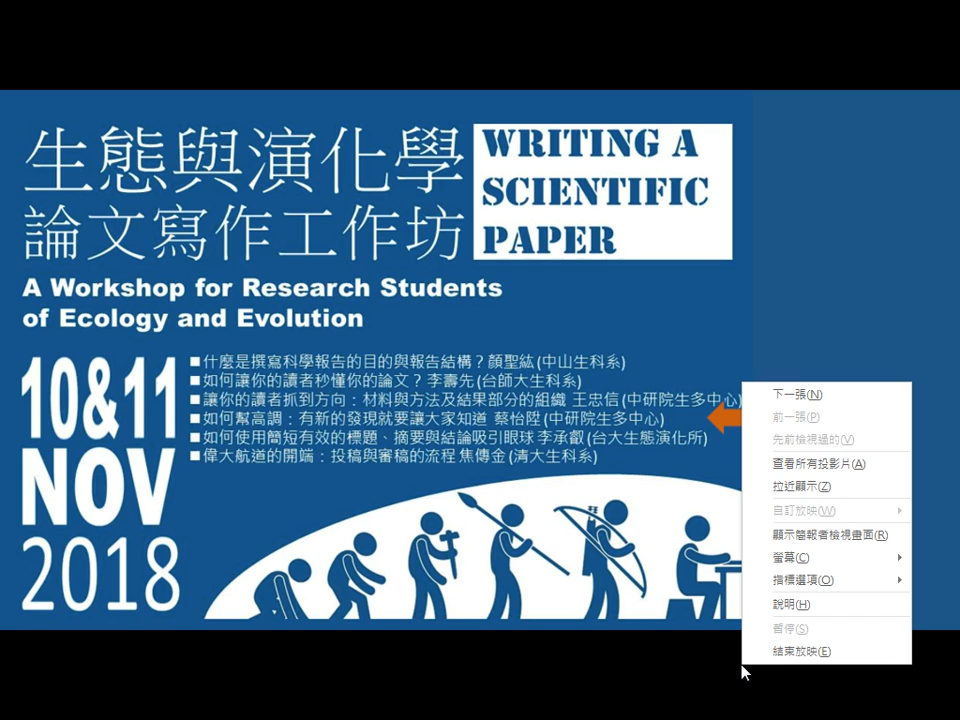 生態與演化學
論文寫作工作坊
WRITING A
SCIENTIFIC
PAPER
A Workshop for Research Students
of Ecology and Evolution
10&11
NOV
2018
■什麼是撰寫科學報告的目的與報告結構？顏聖紘(中山生科系)
■如何讓你的讀者秒懂你的論文？ 李壽先(台師大生科系)
■讓你的讀者抓到方向：材料與方法及結果部分的組織 王忠信(中研院生多中心)
■如何幫高調：有新的發現就要讓大家知道 蔡怡陞(中研院生多中心)
■如何使用簡短有效的標題、摘要與結論吸引眼球 李承叡(台大生態演化所)
■偉大航道的開端：投稿與審稿的流程 焦傳金(清大生科系)
下一張(N)
前一張(P)
先前檢視過的(V)
查看所有投影片(A)
拉近顯示(Z)
自訂放映(W)
顯示簡報者檢視畫面(R)
螢幕(C)
指標選項(O)
說明(H)
暫停(S)
結束放映(E)